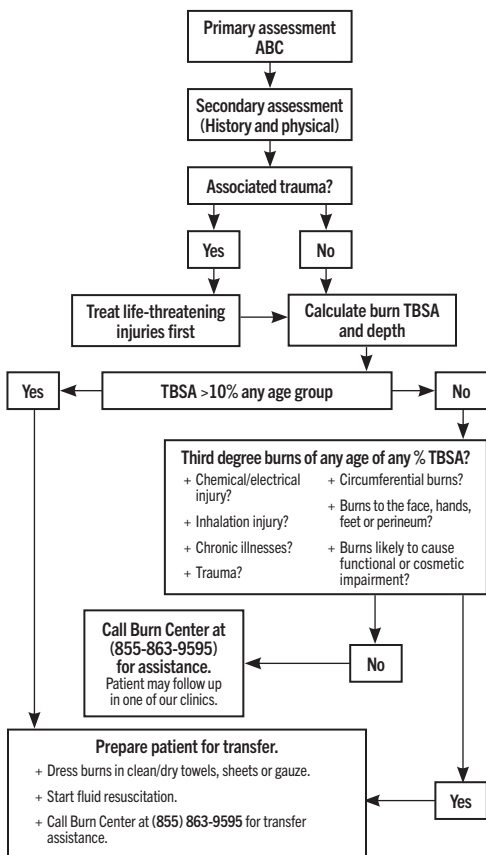 Primary assessment
ABC
Secondary assessment
(History and physical)
Associated trauma?
Yes
No
Treat life-threatening
injuries first
Calculate burn TBSA
and depth
Yes
TBSA >10% any age group
No
Third degree burns of any age of any % TBSA?
+ Chemical/electrical
injury?
+ Inhalation injury?
+ Chronic illnesses?
+ Trauma?
+ Circumferential burns?
+ Burns to the face, hands,
feet or perineum?
+ Burns likely to cause
functional or cosmetic
impairment?
Call Burn Center at
(855-863-9595)
for assistance.
Patient may follow up
in one of our clinics.
No
Prepare patient for transfer.
+ Dress burns in clean/dry towels, sheets or gauze.
+ Start fluid resuscitation.
+ Call Burn Center at (855) 863-9595 for transfer
assistance.
Yes